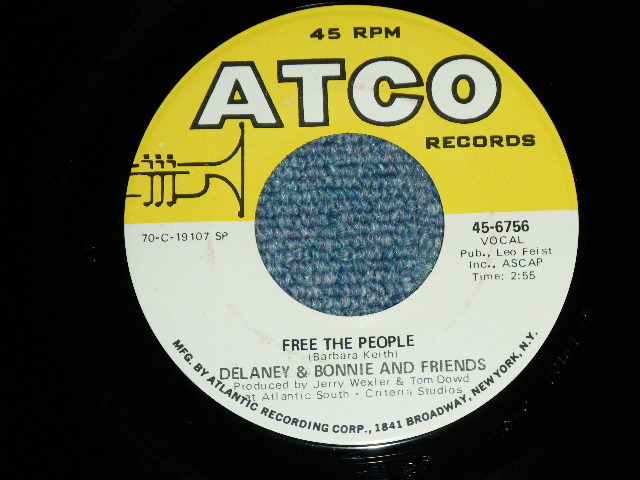 45 RPM
ATCO
RECORDS
70-C-19107 SP
45-6756
VOCAL
Pub., Leo Feist
Inc., ASCAP
Time: 2:55
FREE THE PEOPLE
(Barbara Keith)
DELANEY & BONNIE AND FRIENDS
Produced by Jerry Wexler & Tom Dowd
at Atlantic South - Criteria Studios
MFG. BY ATLANTIC RECORDING CORP., 1841 BROADWAY, NEW YORK, N.Y.